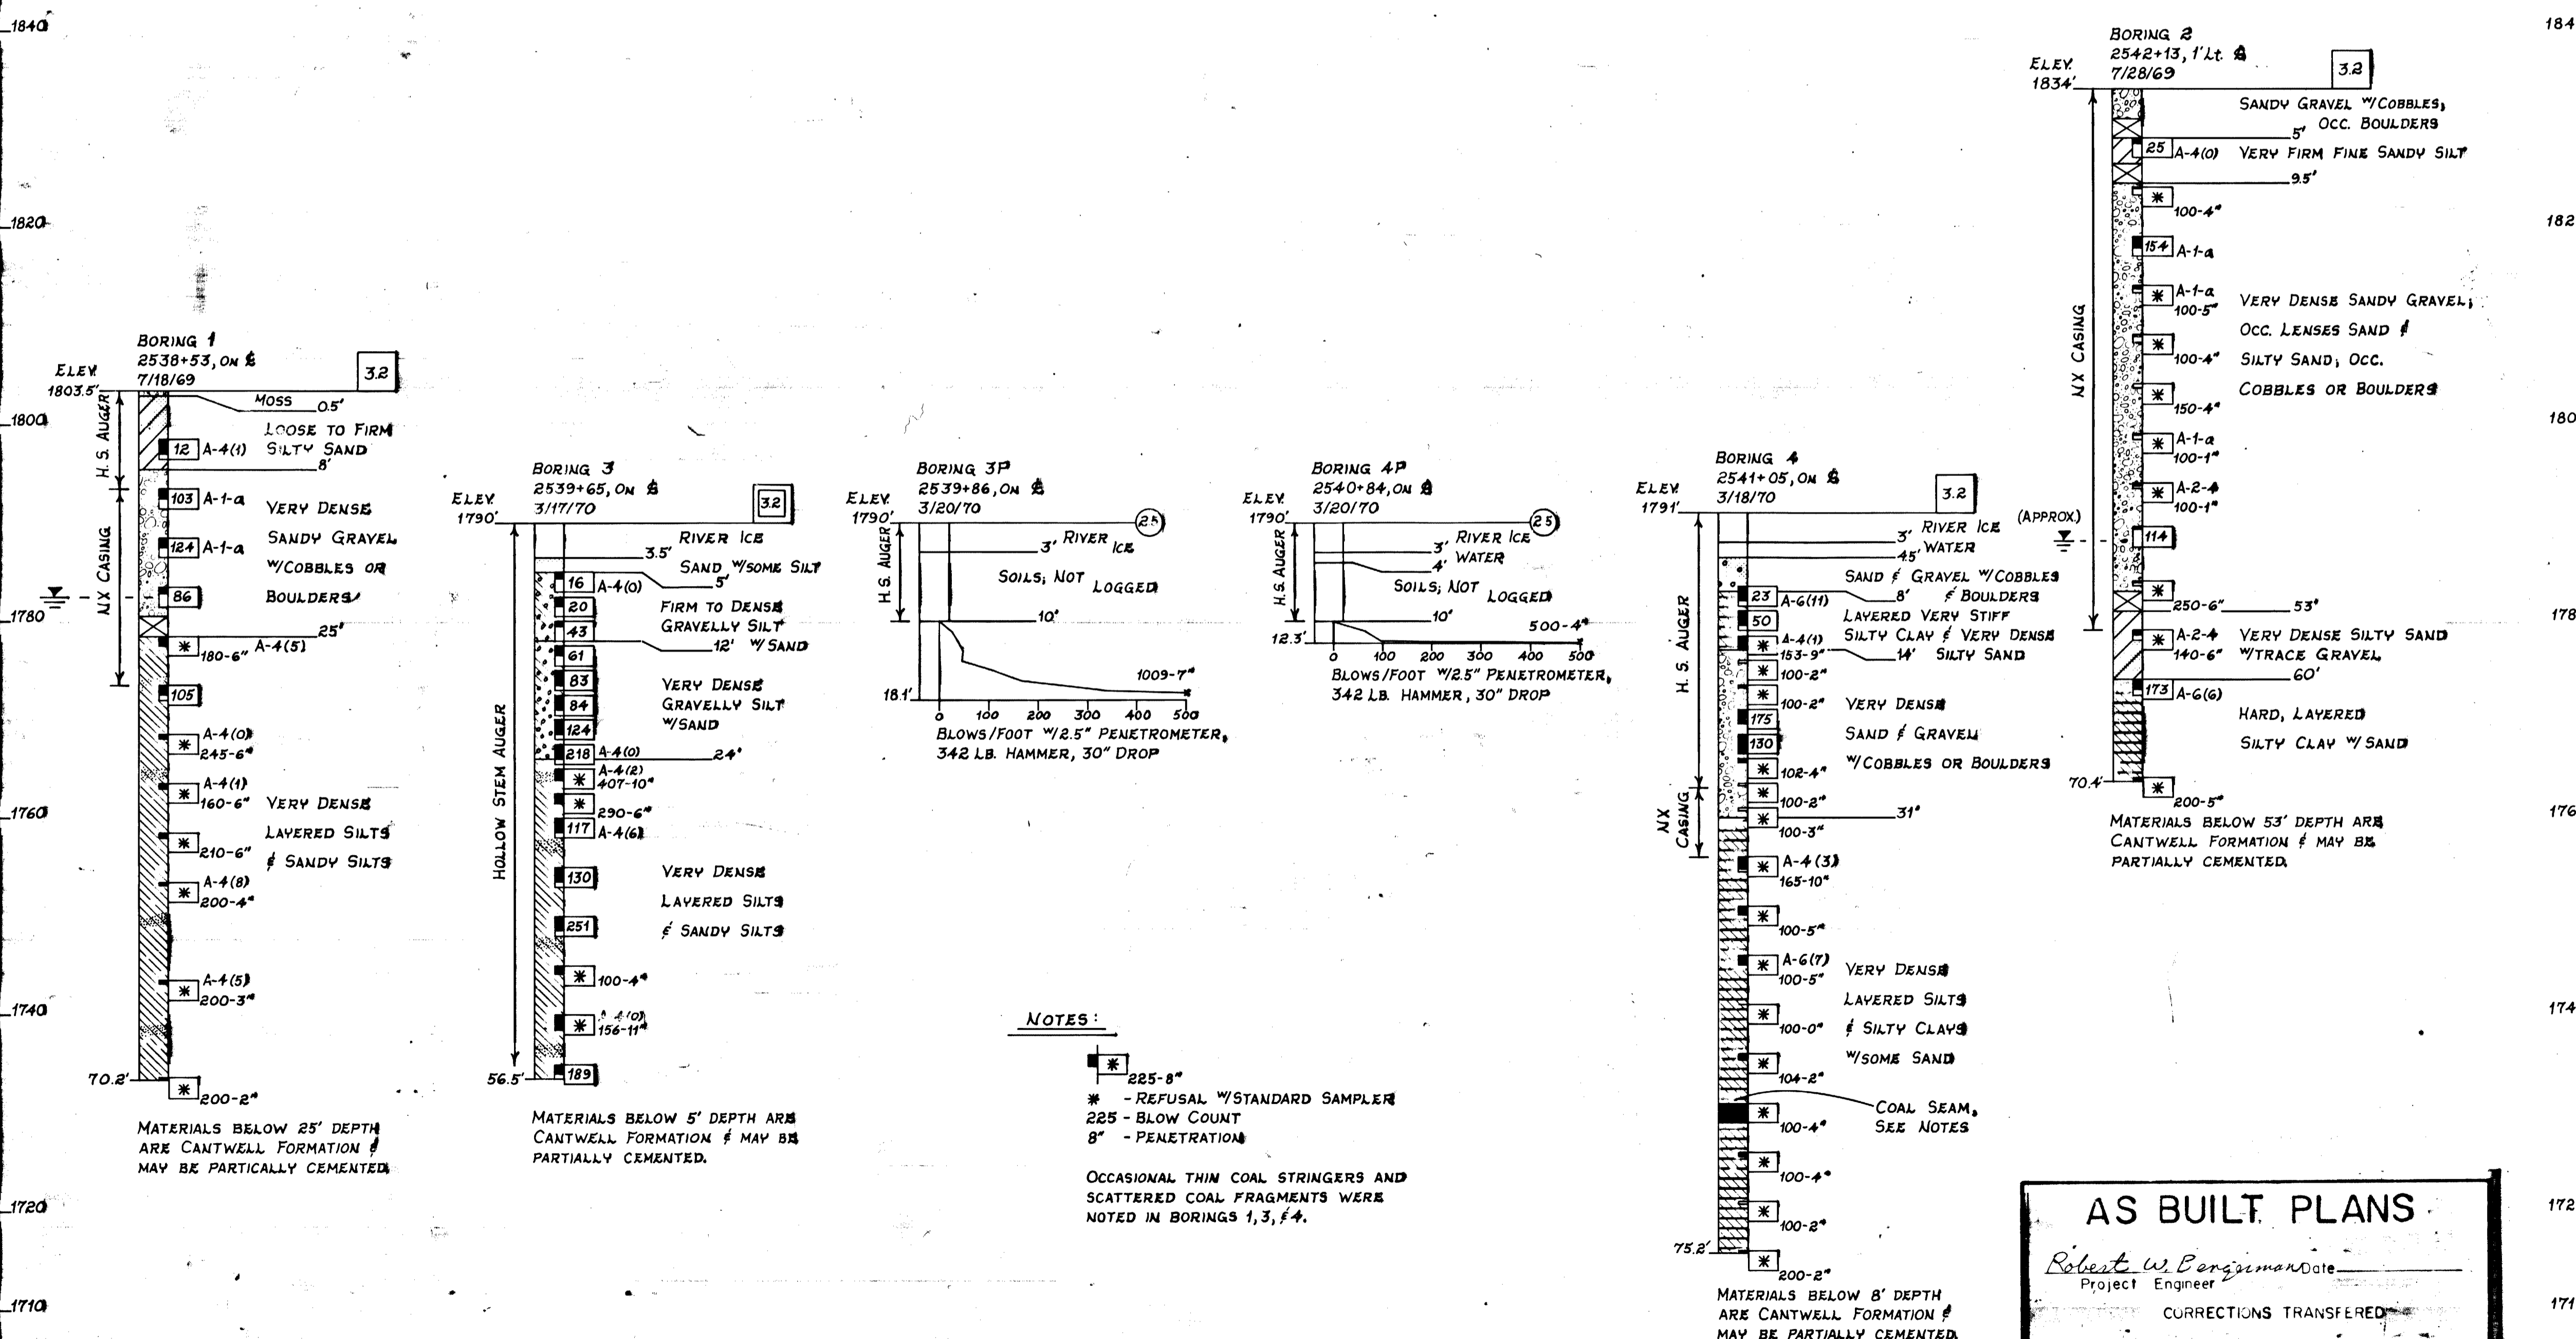 1840
1820
1800
1780
1760
1740
1720
1710
BORING 1
2538+53, ON ℄
7/18/69
3.2
ELEV.
1803.5'
H. S. AUGER
NX CASING
MOSS 0.5'
LOOSE TO FIRM
12 A-4(1) SILTY SAND
8'
103 A-1-a VERY DENSE
SANDY GRAVEL
124 A-1-a
W/COBBLES OR
86 BOULDERS
25'
* 180-6" A-4(5)
105
A-4(0)
* 245-6"
A-4(1)
* 160-6" VERY DENSE
LAYERED SILTS
* 210-6"
& SANDY SILTS
A-4(8)
* 200-4"
A-4(5)
* 200-3"
70.2'
* 200-2"
MATERIALS BELOW 25' DEPTH
ARE CANTWELL FORMATION &
MAY BE PARTICALLY CEMENTED.
BORING 3
2539+65, ON ℄
3/17/70
3.2
ELEV.
1790'
HOLLOW STEM AUGER
RIVER ICE
3.5'
SAND W/SOME SILT
5'
16 A-4(0)
20 FIRM TO DENSE
GRAVELLY SILT
43
12' W/SAND
61
83 VERY DENSE
84 GRAVELLY SILT
124 W/SAND
218 A-4(0) 24'
A-4(2)
* 407-10"
* 290-6"
117 A-4(6)
130 VERY DENSE
LAYERED SILTS
251 & SANDY SILTS
* 100-4"
A-4(0)
* 156-11"
56.5' 189
MATERIALS BELOW 5' DEPTH ARE
CANTWELL FORMATION & MAY BE
PARTIALLY CEMENTED.
BORING 3P
2539+86, ON ℄
3/20/70
2.5
ELEV.
1790'
H.S. AUGER
3' RIVER
ICE
SOILS; NOT LOGGED
10'
1009-7"
18.1'
0 100 200 300 400 500
BLOWS/FOOT W/2.5" PENETROMETER,
342 LB. HAMMER, 30" DROP
BORING 4P
2540+84, ON ℄
3/20/70
2.5
ELEV.
1790'
H.S. AUGER
3' RIVER ICE
WATER
4'
SOILS; NOT LOGGED
10'
500-4"
12.3'
0 100 200 300 400 500
BLOWS/FOOT W/2.5" PENETROMETER,
342 LB. HAMMER, 30" DROP
NOTES:
* 225-8"
* - REFUSAL W/STANDARD SAMPLER
225 - BLOW COUNT
8" - PENETRATION
OCCASIONAL THIN COAL STRINGERS AND
SCATTERED COAL FRAGMENTS WERE
NOTED IN BORINGS 1, 3, & 4.
BORING 4
2541+05, ON ℄
3/18/70
3.2
ELEV.
1791'
H. S. AUGER
NX CASING
RIVER ICE
3'
WATER
4.5'
SAND & GRAVEL W/COBBLES
8' & BOULDERS
23 A-6(11)
50 LAYERED VERY STIFF
A-4(1) SILTY CLAY & VERY DENSE
* 153-9" 14' SILTY SAND
* 100-2"
* 100-2" VERY DENSE
175
SAND & GRAVEL
130
W/COBBLES OR BOULDERS
* 102-4"
* 100-2"
31'
* 100-3"
A-4(3)
* 165-10"
* 100-5"
A-6(7) VERY DENSE
* 100-5"
LAYERED SILTS
* 100-0" & SILTY CLAYS
W/SOME SAND
* 104-2"
COAL SEAM,
SEE NOTES
* 100-4"
* 100-4"
* 100-2"
75.2'
* 200-2"
MATERIALS BELOW 8' DEPTH
ARE CANTWELL FORMATION &
MAY BE PARTIALLY CEMENTED.
BORING 2
2542+13, 1' Lt. ℄
7/28/69
3.2
ELEV.
1834'
NX CASING
(APPROX.)
SANDY GRAVEL W/COBBLES,
OCC. BOULDERS
5'
25 A-4(0) VERY FIRM FINE SANDY SILT
9.5'
* 100-4"
154 A-1-a
A-1-a VERY DENSE SANDY GRAVEL;
* 100-5"
OCC. LENSES SAND &
* 100-4" SILTY SAND; OCC.
COBBLES OR BOULDERS
* 150-4"
A-1-a
* 100-1"
A-2-4
* 100-1"
114
* 250-6" 53'
A-2-4 VERY DENSE SILTY SAND
* 140-6" W/TRACE GRAVEL
60'
173 A-6(6)
HARD, LAYERED
SILTY CLAY W/SAND
70.4'
* 200-5"
MATERIALS BELOW 53' DEPTH ARE
CANTWELL FORMATION & MAY BE
PARTIALLY CEMENTED.
184
182
180
178
176
174
172
171
AS BUILT PLANS
Robert W. Date
Project Engineer
CORRECTIONS TRANSFERED